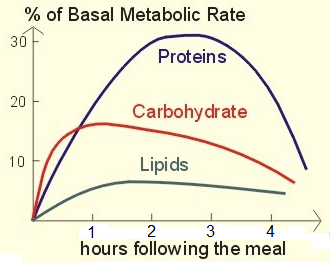 % of Basal Metabolic Rate
30
Proteins
20
Carbohydrate
Lipids
10
1 2 3 4
hours following the meal